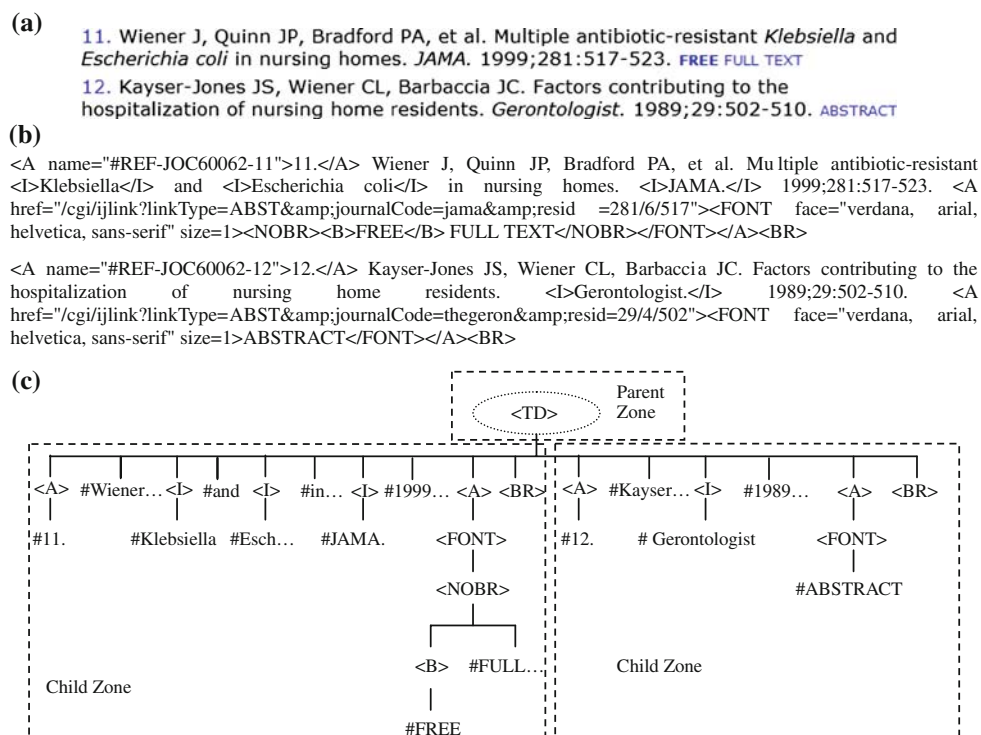 (a)
11. Wiener J, Quinn JP, Bradford PA, et al. Multiple antibiotic-resistant Klebsiella and
Escherichia coli in nursing homes. JAMA. 1999;281:517-523. FREE FULL TEXT
12. Kayser-Jones JS, Wiener CL, Barbaccia JC. Factors contributing to the
hospitalization of nursing home residents. Gerontologist. 1989;29:502-510. ABSTRACT
(b)
<A name="#REF-JOC60062-11">11.</A> Wiener J, Quinn JP, Bradford PA, et al. Multiple antibiotic-resistant
<I>Klebsiella</I> and <I>Escherichia coli</I> in nursing homes. <I>JAMA.</I> 1999;281:517-523. <A
href="/cgi/ijlink?linkType=ABST&amp;journalCode=jama&amp;resid =281/6/517"><FONT face="verdana, arial,
helvetica, sans-serif" size=1><NOBR><B>FREE</B> FULL TEXT</NOBR></FONT></A><BR>
<A name="#REF-JOC60062-12">12.</A> Kayser-Jones JS, Wiener CL, Barbaccia JC. Factors contributing to the
hospitalization of nursing home residents. <I>Gerontologist.</I> 1989;29:502-510. <A
href="/cgi/ijlink?linkType=ABST&amp;journalCode=thegeron&amp;resid=29/4/502"><FONT face="verdana, arial,
helvetica, sans-serif" size=1>ABSTRACT</FONT></A><BR>
(c)
Parent
Zone
<TD>
<A> #Wiener… <I> #and <I> #in… <I> #1999… <A> <BR> <A> #Kayser… <I> #1989… <A> <BR>
#11. #Klebsiella #Esch… #JAMA. <FONT> #12. # Gerontologist <FONT>
<NOBR> #ABSTRACT
<B> #FULL… Child Zone
Child Zone
#FREE